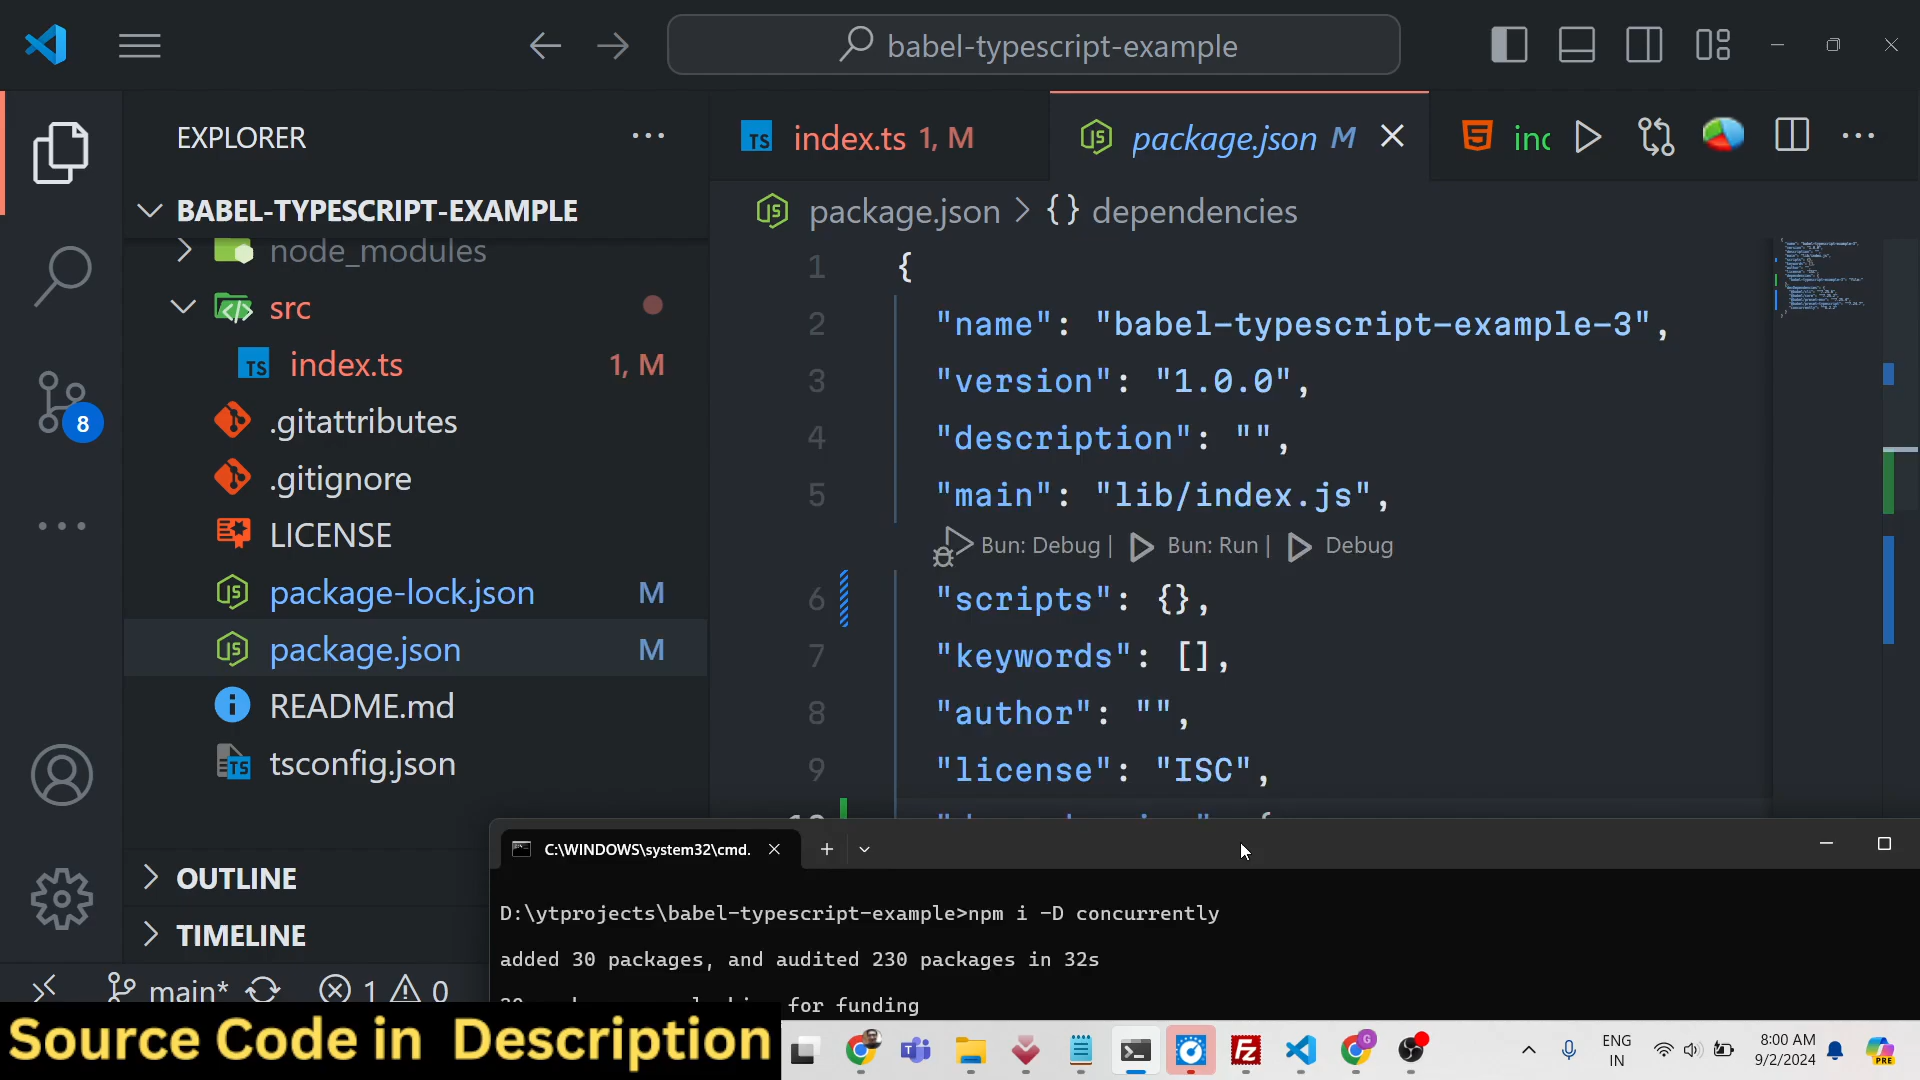 babel-typescript-example
EXPLORER
BABEL-TYPESCRIPT-EXAMPLE
node_modules
src
index.ts 1, M
.gitattributes
.gitignore
LICENSE
package-lock.json M
package.json M
README.md
tsconfig.json
OUTLINE
TIMELINE
8
main* 1 0
index.ts 1, M
package.json M
package.json > {} dependencies
1 {
2 "name": "babel-typescript-example-3",
3 "version": "1.0.0",
4 "description": "",
5 "main": "lib/index.js",
Bun: Debug | Bun: Run | Debug
6 "scripts": {},
7 "keywords": [],
8 "author": "",
9 "license": "ISC",
C:\WINDOWS\system32\cmd.
D:\ytprojects\babel-typescript-example>npm i -D concurrently
added 30 packages, and audited 230 packages in 32s
for funding
Source Code in Description
ENG
IN
8:00 AM
9/2/2024
PRE